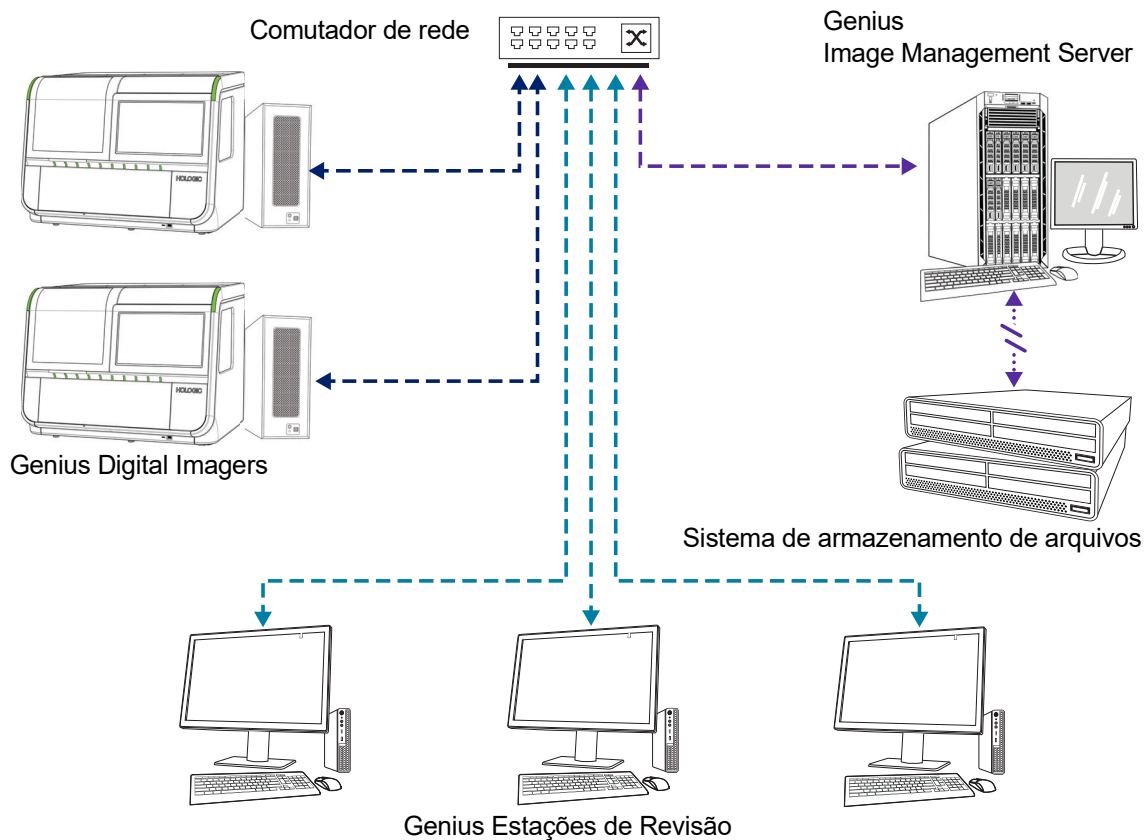 Comutador de rede
Genius
Image Management Server
HOLOGIC
HOLOGIC
Genius Digital Imagers
Sistema de armazenamento de arquivos
Genius Estações de Revisão